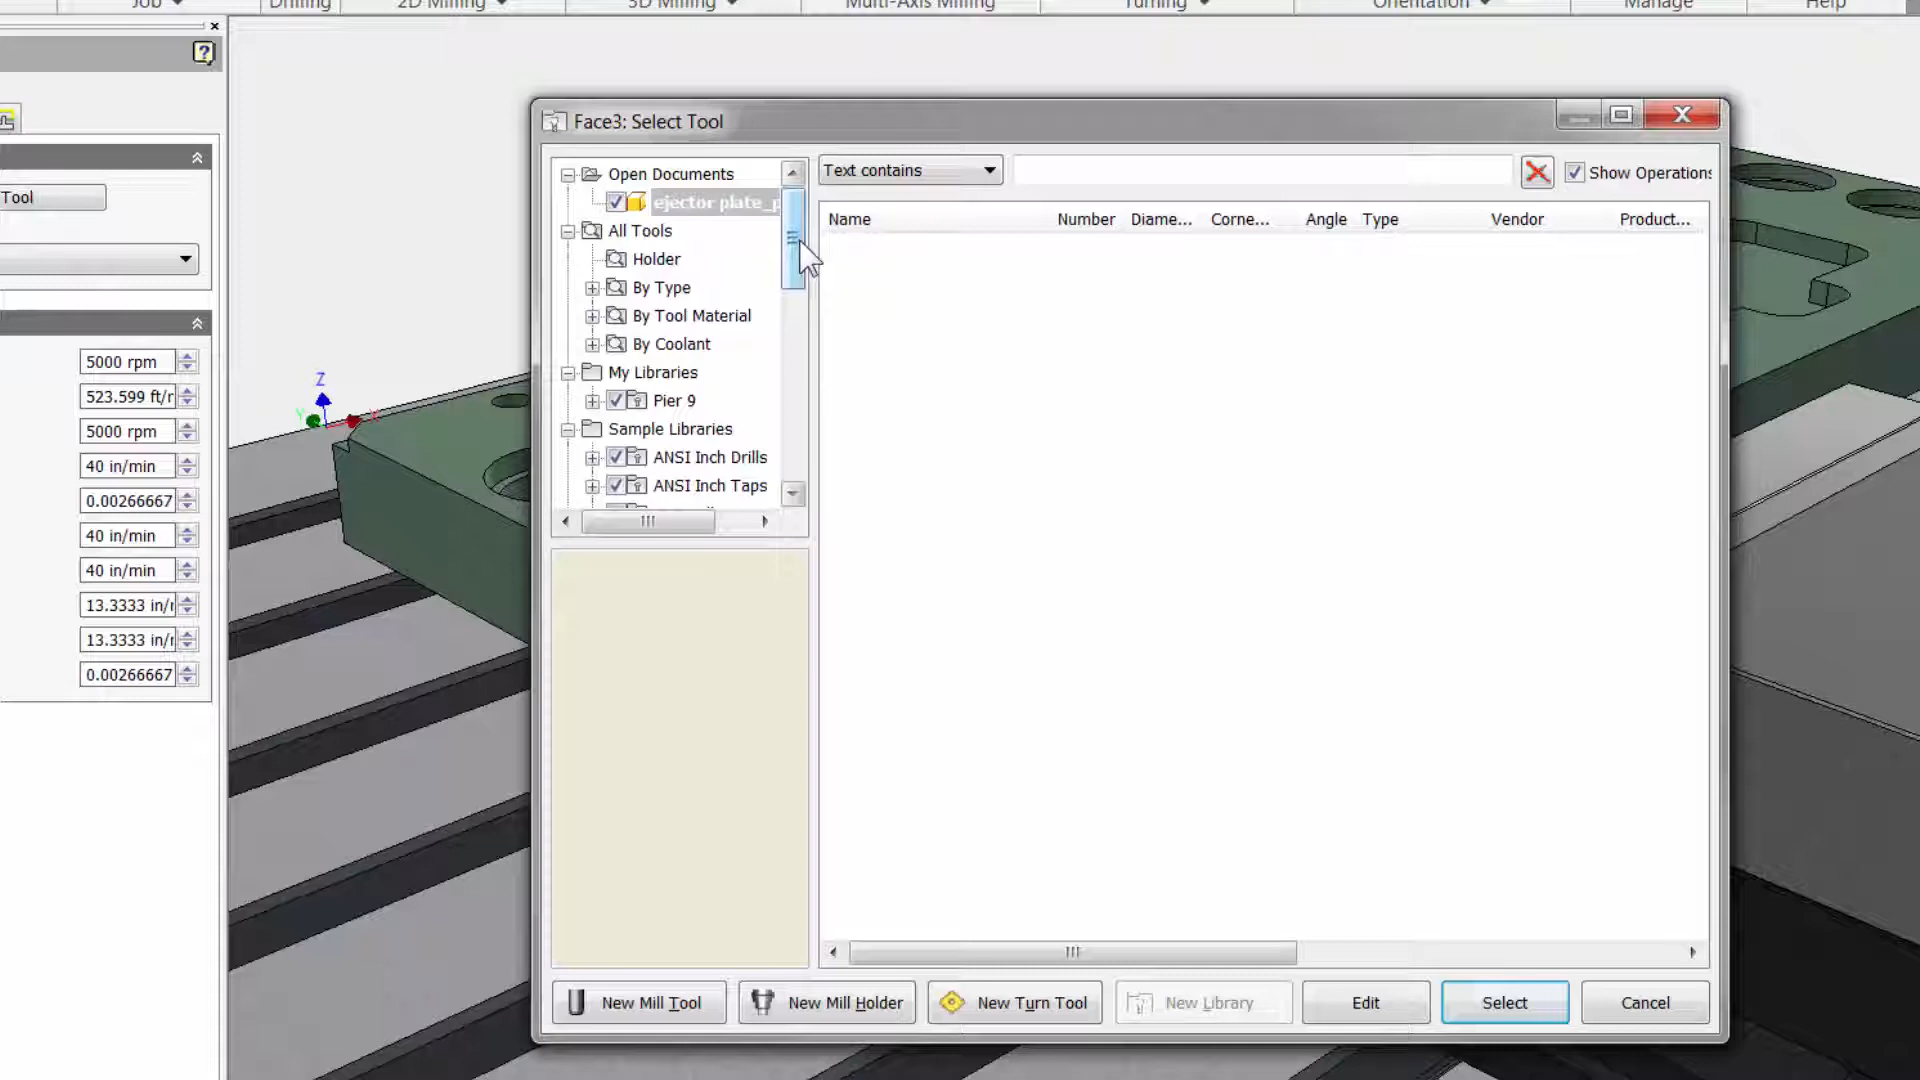 Job
Drilling
2D Milling
3D Milling
Multi-Axis Milling
Turning
Orientation
Manage
Help
Face3: Select Tool
Open Documents
ejector plate_p
All Tools
Holder
By Type
By Tool Material
By Coolant
My Libraries
Pier 9
Sample Libraries
ANSI Inch Drills
ANSI Inch Taps
Text contains
Show Operations
Name Number Diame... Corne... Angle Type Vendor Product...
Tool
5000 rpm
523.599 ft/r
5000 rpm
40 in/min
0.00266667
40 in/min
40 in/min
13.3333 in/r
13.3333 in/r
0.00266667
Z
Y
X
New Mill Tool
New Mill Holder
New Turn Tool
New Library
Edit
Select
Cancel